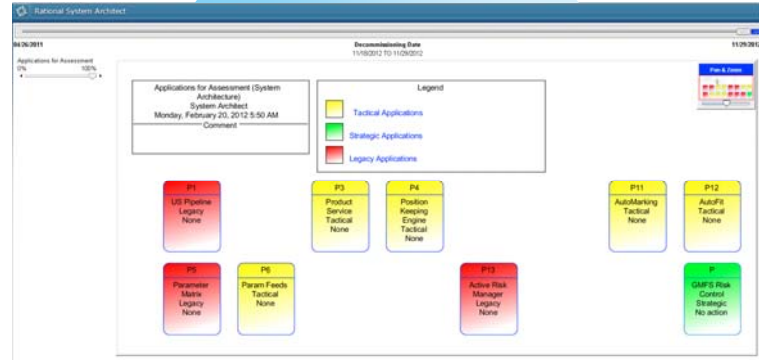 Rational System Architect
04/26/2011
Decommissioning Date
11/29/2012
11/18/2012 TO 11/29/2012
Applications for Assessment
0%
100%
Pan & Zoom
Applications for Assessment (System
Architecture)
System Architect
Monday, February 20, 2012 5:50 AM
Comment
Legend
Tactical Applications
Strategic Applications
Legacy Applications
P1
US Pipeline
Legacy
None
P3
Product
Service
Tactical
None
P4
Position
Keeping
Engine
Tactical
None
P11
AutoMarking
Tactical
None
P12
AutoFit
Tactical
None
P5
Parameter
Matrix
Legacy
None
P6
Param Feeds
Tactical
None
P13
Active Risk
Manager
Legacy
None
P
GMFS Risk
Control
Strategic
No action